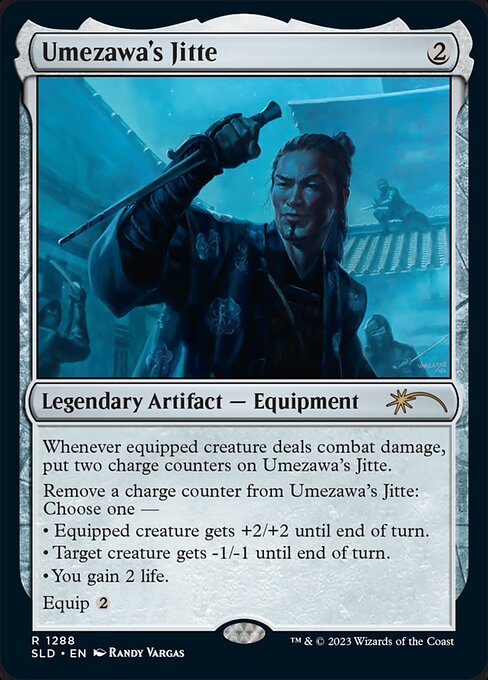 Umezawa's Jitte 2
Legendary Artifact — Equipment
Whenever equipped creature deals combat damage,
put two charge counters on Umezawa's Jitte.
Remove a charge counter from Umezawa's Jitte:
Choose one —
• Equipped creature gets +2/+2 until end of turn.
• Target creature gets -1/-1 until end of turn.
• You gain 2 life.
Equip 2
R 1288
SLD • EN Randy Vargas
™ & © 2023 Wizards of the Coast